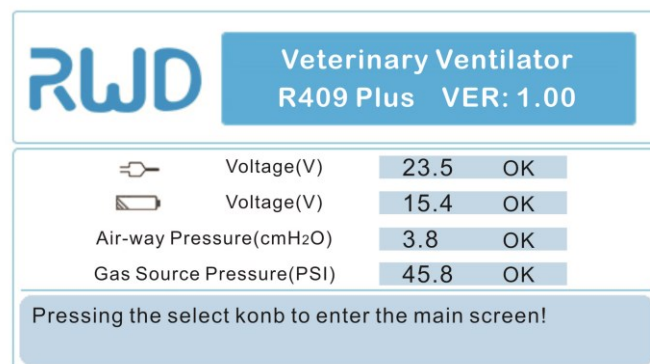 RWD
Veterinary Ventilator
R409 Plus VER: 1.00
Voltage(V) 23.5 OK
Voltage(V) 15.4 OK
Air-way Pressure(cmH₂O) 3.8 OK
Gas Source Pressure(PSI) 45.8 OK
Pressing the select konb to enter the main screen!